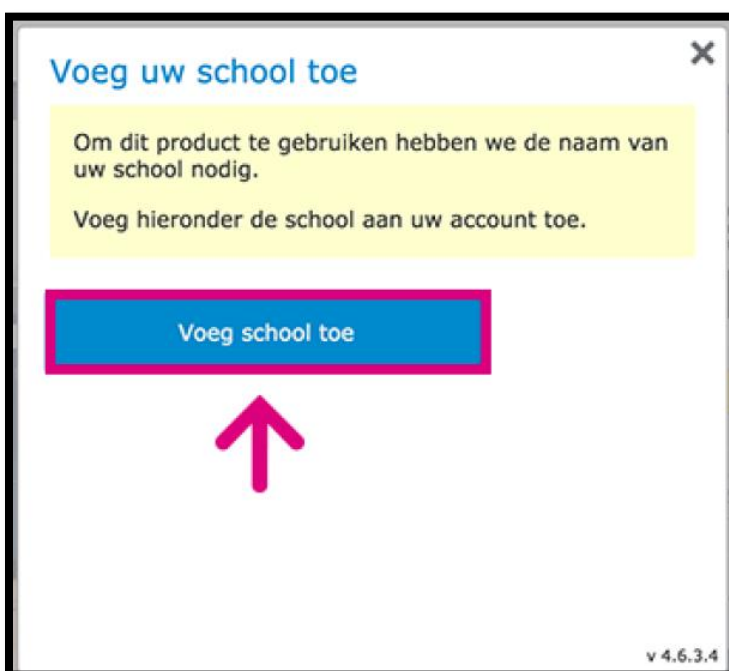 Voeg uw school toe
Om dit product te gebruiken hebben we de naam van
uw school nodig.
Voeg hieronder de school aan uw account toe.
Voeg school toe
v 4.6.3.4